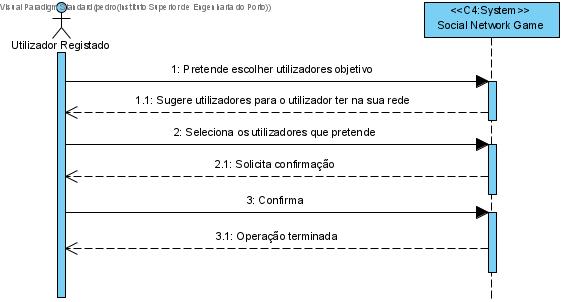 Visual Paradigm Standard(pedro(Instituto Superior de Engenharia do Porto))
<<C4:System>>
Social Network Game
Utilizador Registado
1: Pretende escolher utilizadores objetivo
1.1: Sugere utilizadores para o utilizador ter na sua rede
2: Seleciona os utilizadores que pretende
2.1: Solicita confirmação
3: Confirma
3.1: Operação terminada